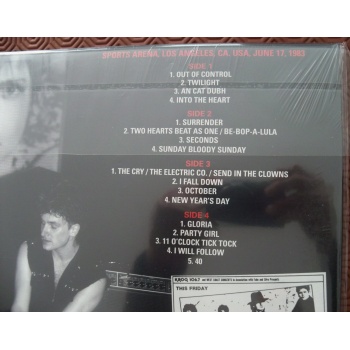 SPORTS ARENA, LOS ANGELES, CA. USA, JUNE 17, 1983
SIDE 1
1. OUT OF CONTROL
2. TWILIGHT
3. AN CAT DUBH
4. INTO THE HEART
SIDE 2
1. SURRENDER
2. TWO HEARTS BEAT AS ONE / BE-BOP-A-LULA
3. SECONDS
4. SUNDAY BLOODY SUNDAY
SIDE 3
1. THE CRY / THE ELECTRIC CO. / SEND IN THE CLOWNS
2. I FALL DOWN
3. OCTOBER
4. NEW YEAR'S DAY
SIDE 4
1. GLORIA
2. PARTY GIRL
3. 11 O'CLOCK TICK TOCK
4. I WILL FOLLOW
5. 40
KROQ 106.7
THIS FRIDAY